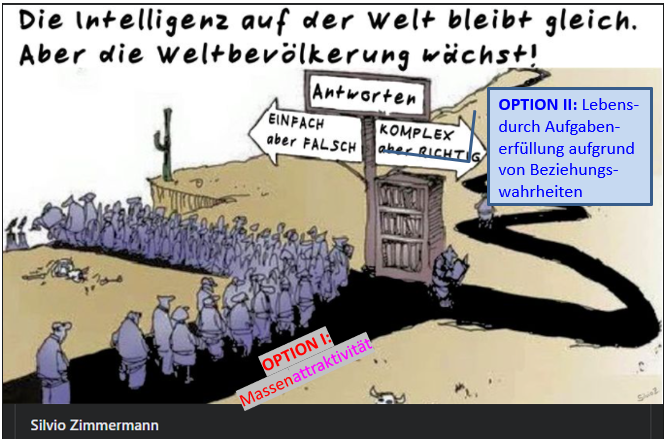 Die Intelligenz auf der Welt bleibt gleich.
Aber die Weltbevölkerung wächst!
Antworten
EINFACH
aber FALSCH
KOMPLEX
aber RICHTIG
OPTION II: Lebens-
durch Aufgaben-
erfüllung aufgrund
von Beziehungs-
wahrheiten
OPTION I:
Massenattraktivität
Silvio Zimmermann